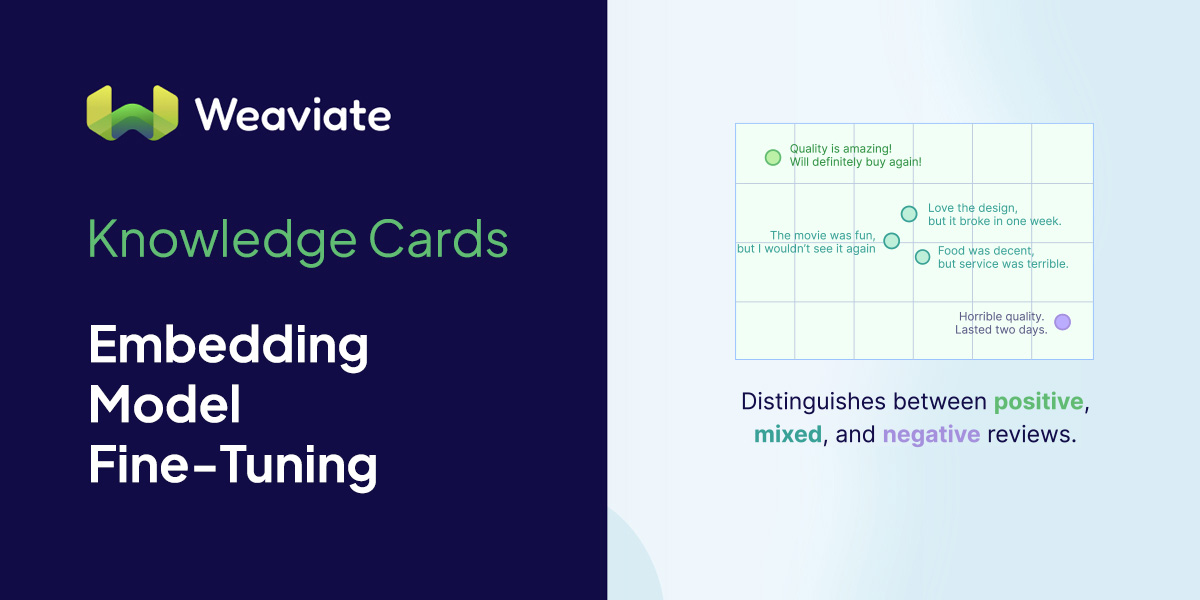 Weaviate
Knowledge Cards
Embedding
Model
Fine-Tuning
Quality is amazing!
Will definitely buy again!
Love the design,
but it broke in one week.
The movie was fun,
but I wouldn't see it again
Food was decent,
but service was terrible.
Horrible quality.
Lasted two days.
Distinguishes between positive,
mixed, and negative reviews.